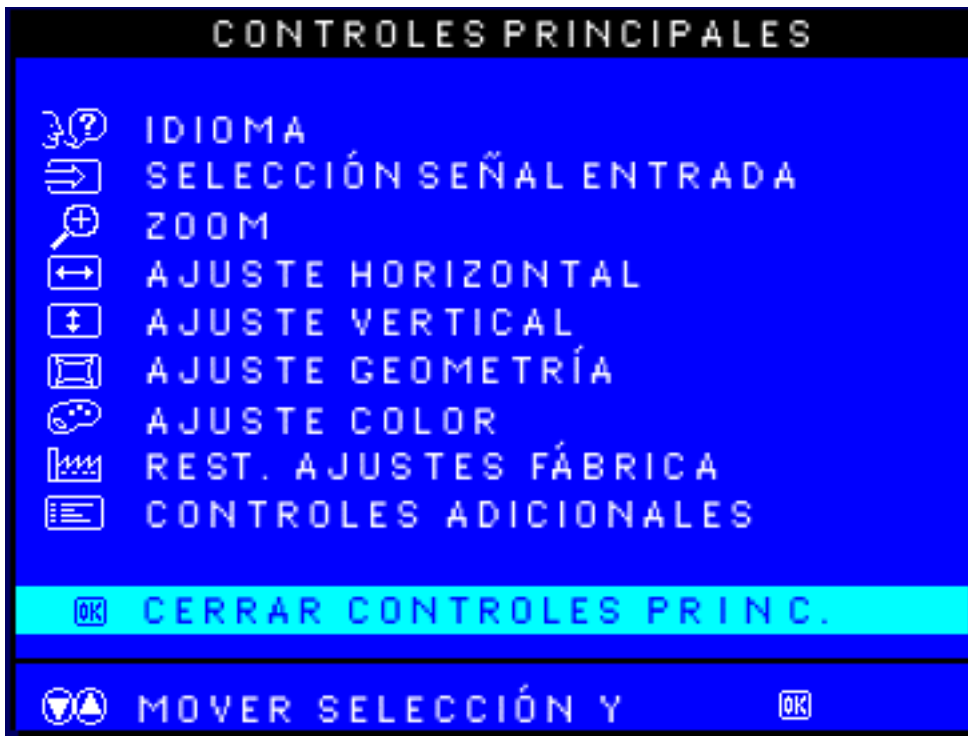 CONTROLES PRINCIPALES
IDIOMA
SELECCIÓN SEÑAL ENTRADA
ZOOM
AJUSTE HORIZONTAL
AJUSTE VERTICAL
AJUSTE GEOMETRÍA
AJUSTE COLOR
REST. AJUSTES FÁBRICA
CONTROLES ADICIONALES
OK CERRAR CONTROLES PRINC.
MOVER SELECCIÓN Y OK